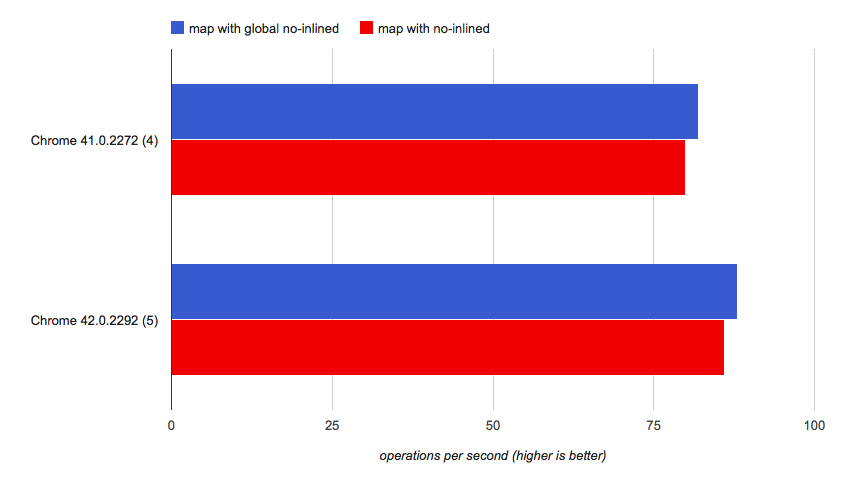 map with global no-inlined
map with no-inlined
Chrome 41.0.2272 (4)
Chrome 42.0.2292 (5)
0 25 50 75 100
operations per second (higher is better)